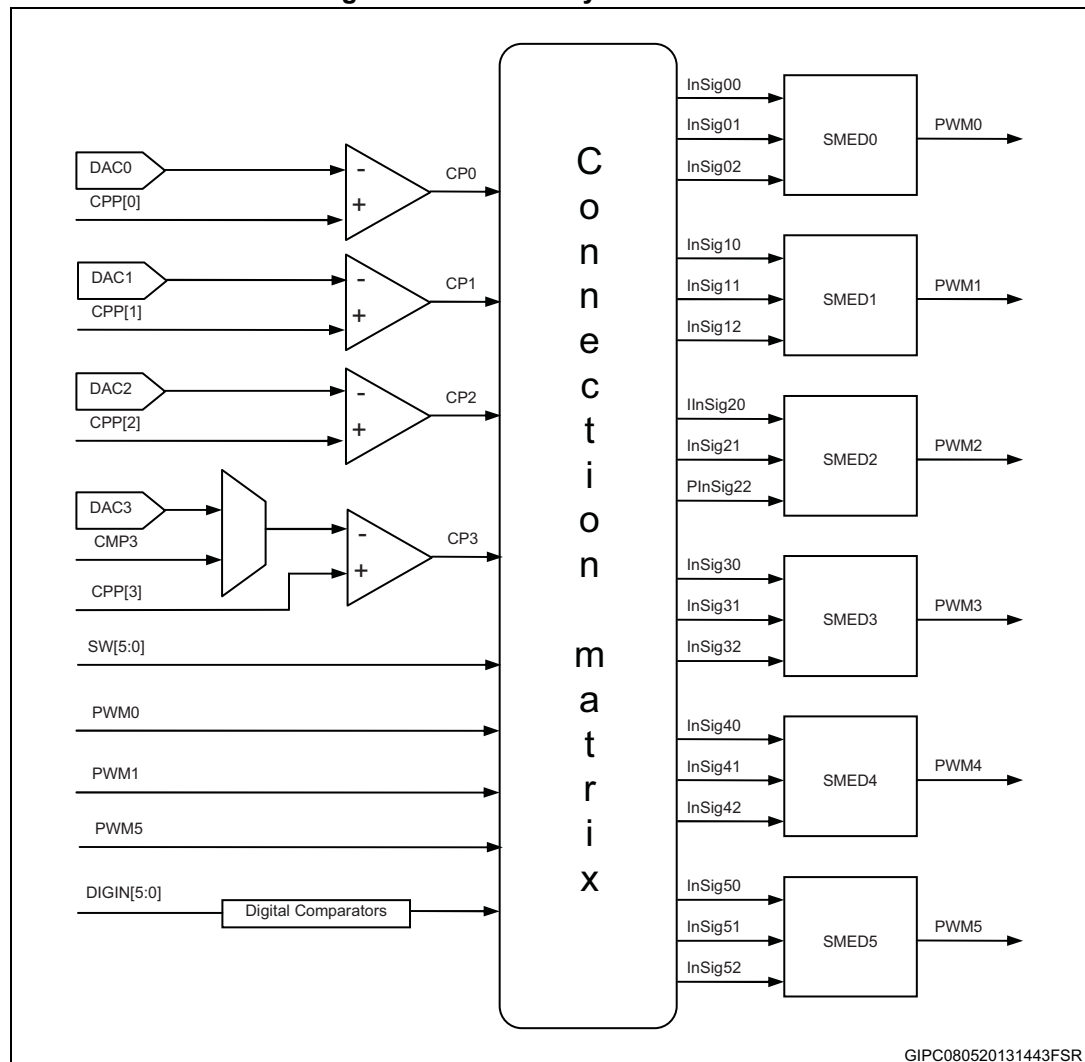 DAC0
CPP[0]
-
+
CP0
DAC1
CPP[1]
-
+
CP1
DAC2
CPP[2]
-
+
CP2
DAC3
CMP3
CPP[3]
-
+
CP3
SW[5:0]
PWM0
PWM1
PWM5
DIGIN[5:0]
Digital Comparators
Connection matrix
InSig00
InSig01
InSig02
SMED0
PWM0
InSig10
InSig11
InSig12
SMED1
PWM1
IInSig20
InSig21
PInSig22
SMED2
PWM2
InSig30
InSig31
InSig32
SMED3
PWM3
InSig40
InSig41
InSig42
SMED4
PWM4
InSig50
InSig51
InSig52
SMED5
PWM5
GIPC080520131443FSR